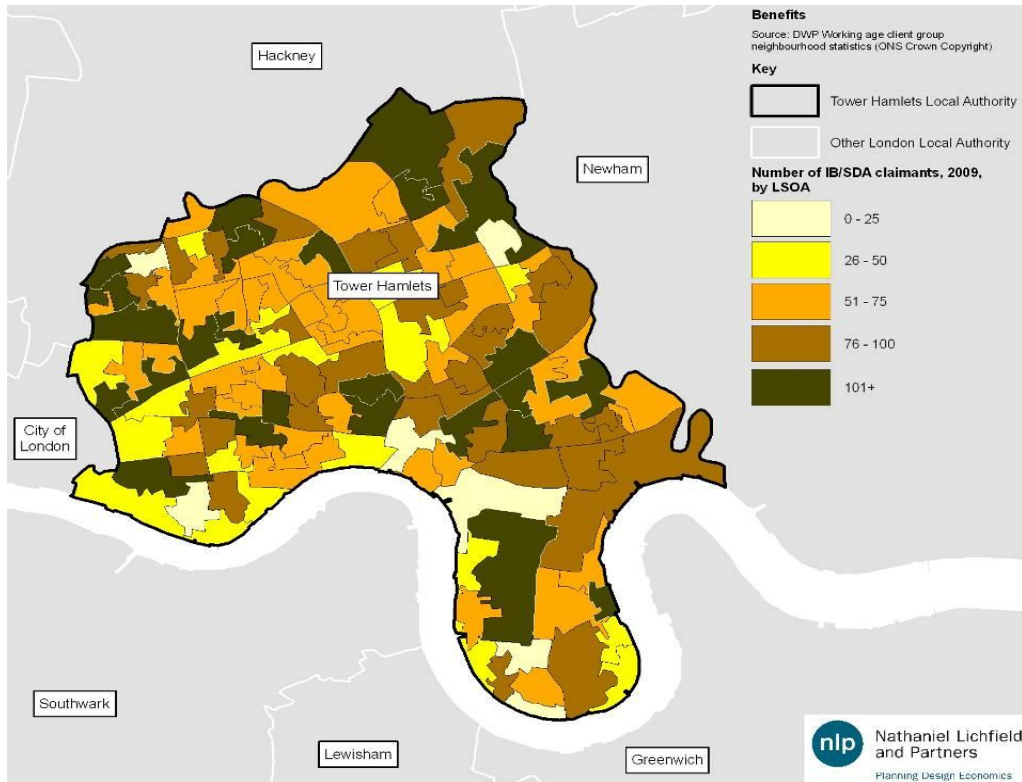 Benefits
Source: DWP Working age client group
neighbourhood statistics (ONS Crown Copyright)
Key
Tower Hamlets Local Authority
Other London Local Authority
Number of IB/SDA claimants, 2009,
by LSOA
0 - 25
26 - 50
51 - 75
76 - 100
101+
Hackney
Newham
Tower Hamlets
City of
London
Southwark
Lewisham
Greenwich
nlp
Nathaniel Lichfield
and Partners
Planning Design Economics